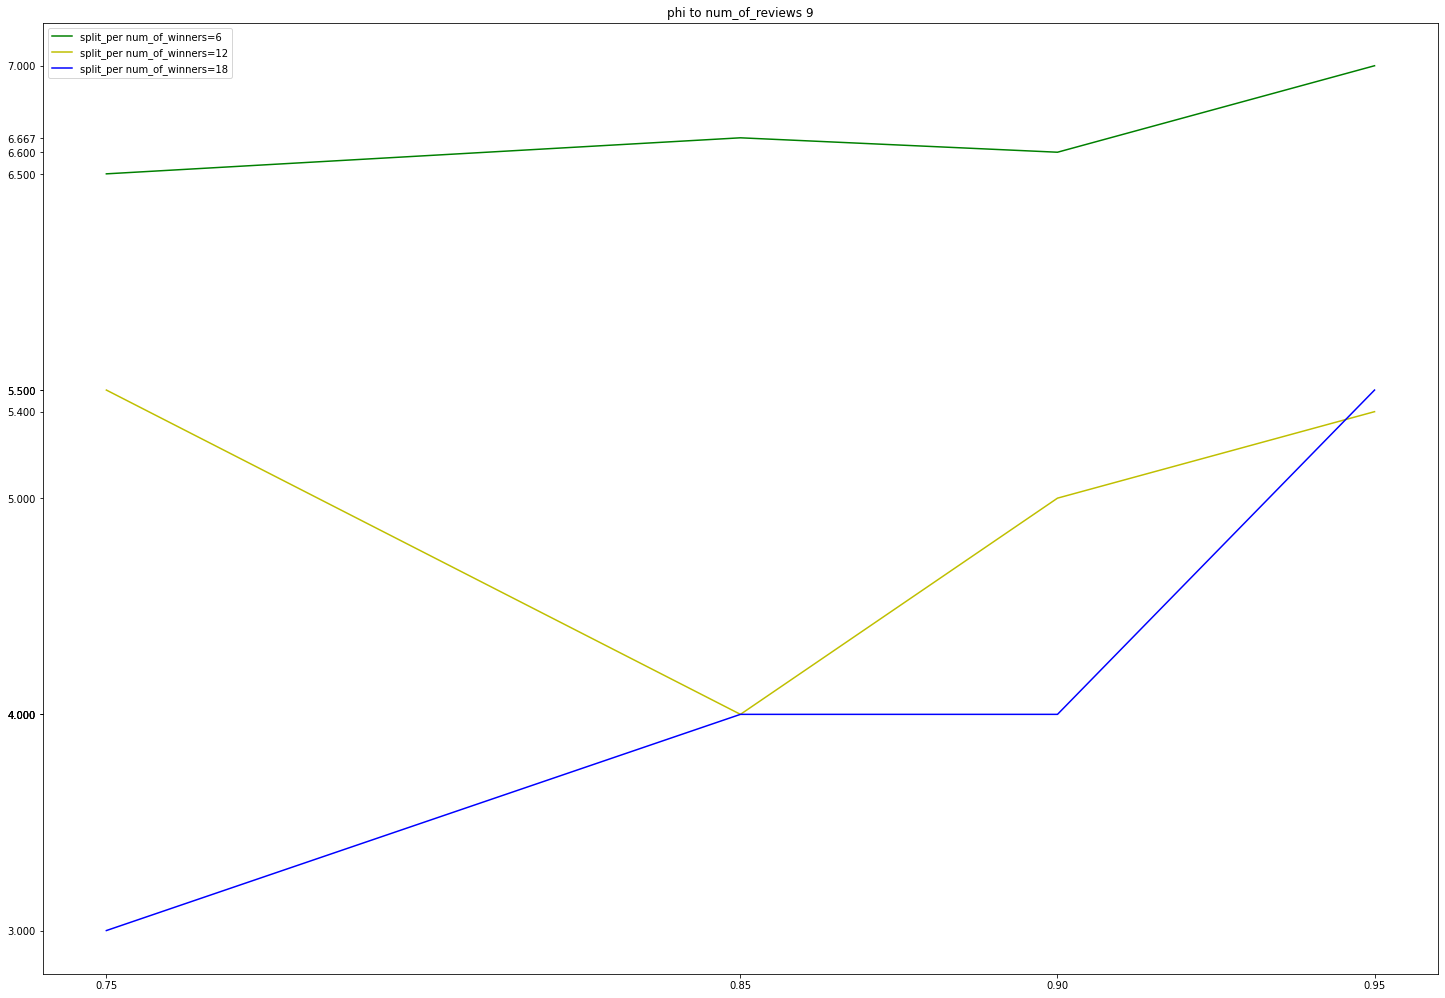 phi to num_of_reviews 9
split_per num_of_winners=6
split_per num_of_winners=12
split_per num_of_winners=18
7.000
6.667
6.600
6.500
5.500
5.400
5.000
4.000
3.000
0.75 0.85 0.90 0.95